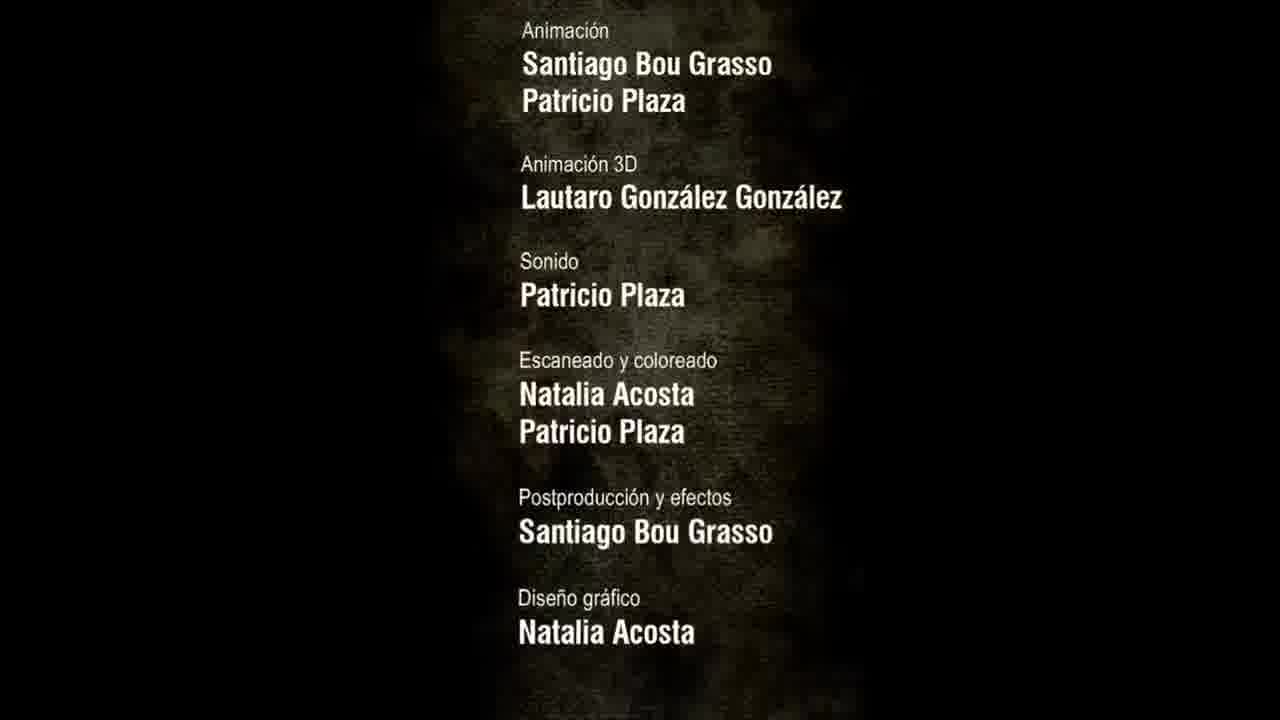 Animación
Santiago Bou Grasso
Patricio Plaza
Animación 3D
Lautaro González González
Sonido
Patricio Plaza
Escaneado y coloreado
Natalia Acosta
Patricio Plaza
Postproducción y efectos
Santiago Bou Grasso
Diseño gráfico
Natalia Acosta